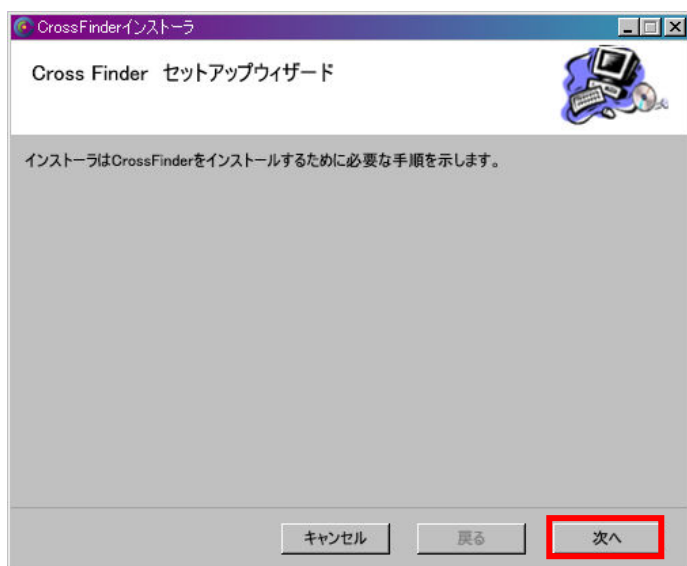 CrossFinderインストーラ
Cross Finder セットアップウィザード
インストーラはCrossFinderをインストールするために必要な手順を示します。
キャンセル 戻る 次へ